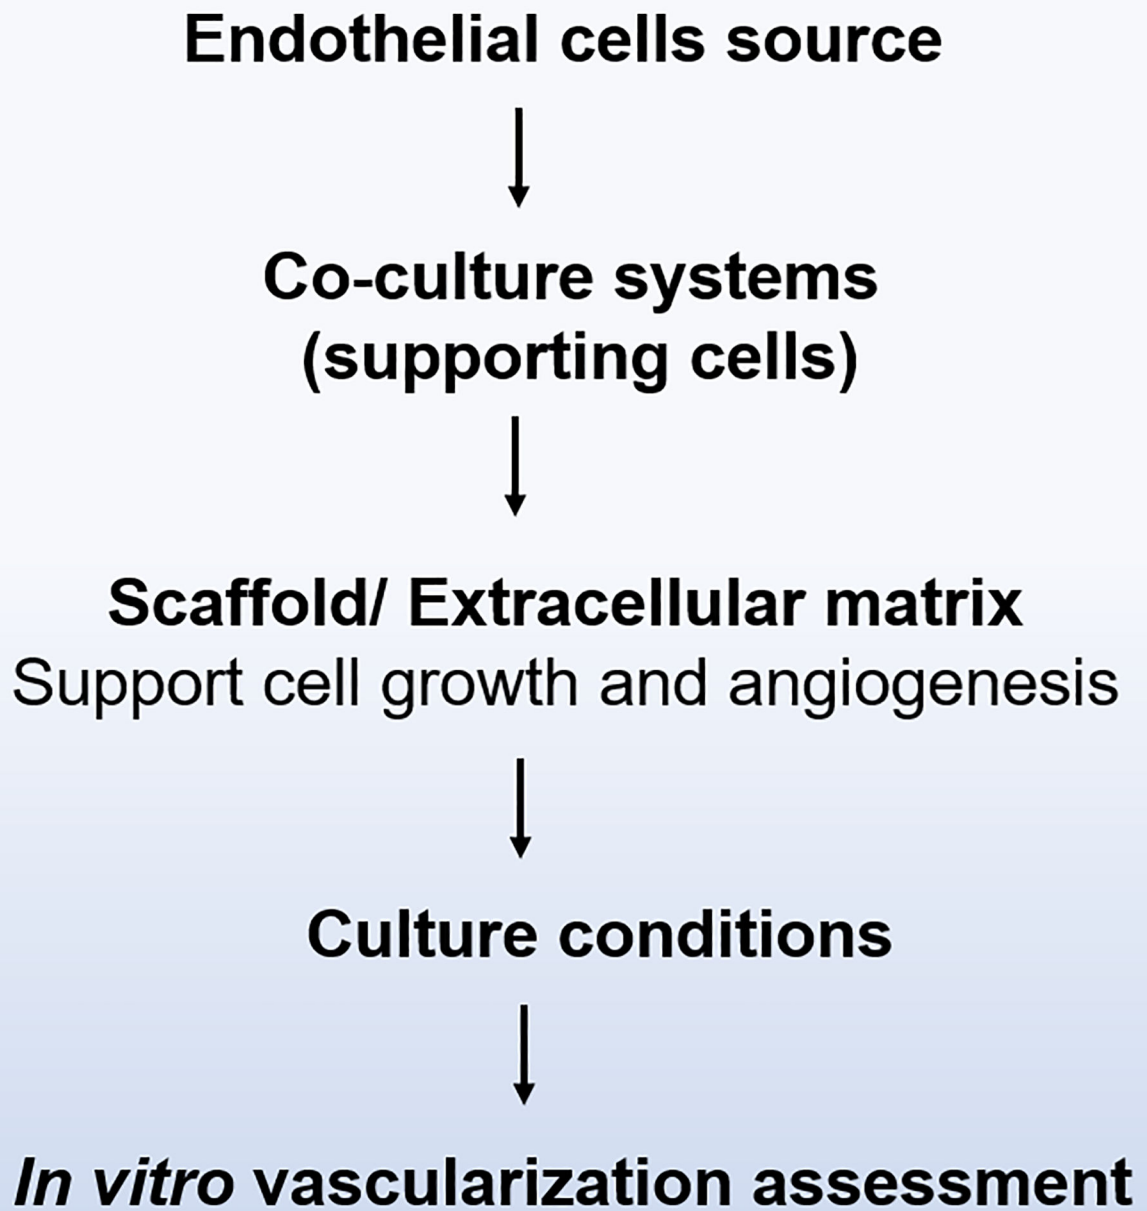 Endothelial cells source
Co-culture systems
(supporting cells)
Scaffold/ Extracellular matrix
Support cell growth and angiogenesis
Culture conditions
In vitro vascularization assessment